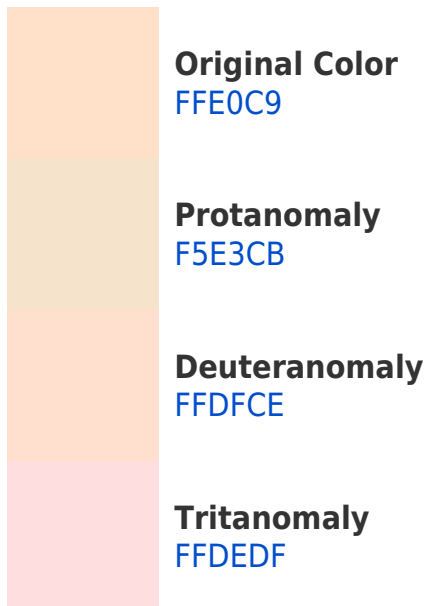 Original Color
FFE0C9
Protanomaly
F5E3CB
Deuteranomaly
FFDFCE
Tritanomaly
FFDEDF